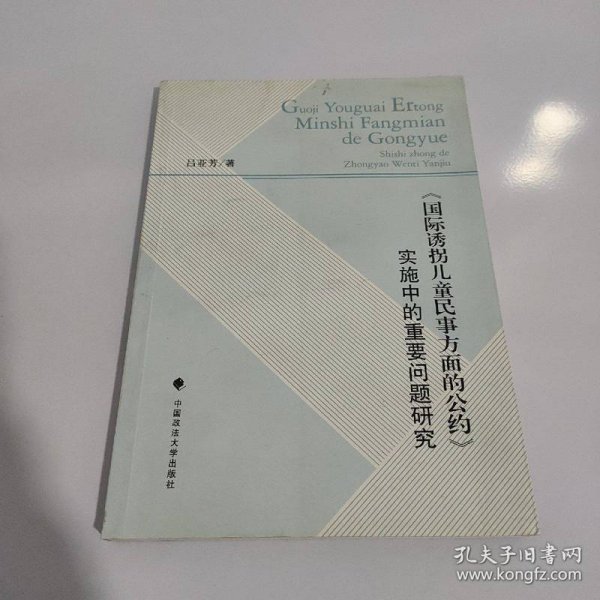 Guoji Youguai Ertong
Minshi Fangmian
de Gongyue
Shishi zhong de
Zhongyao Wenti Yanjiu
吕亚芳/著
《国际诱拐儿童民事方面的公约》
实施中的重要问题研究
中国政法大学出版社
孔夫子旧书网
www.kongfz.com